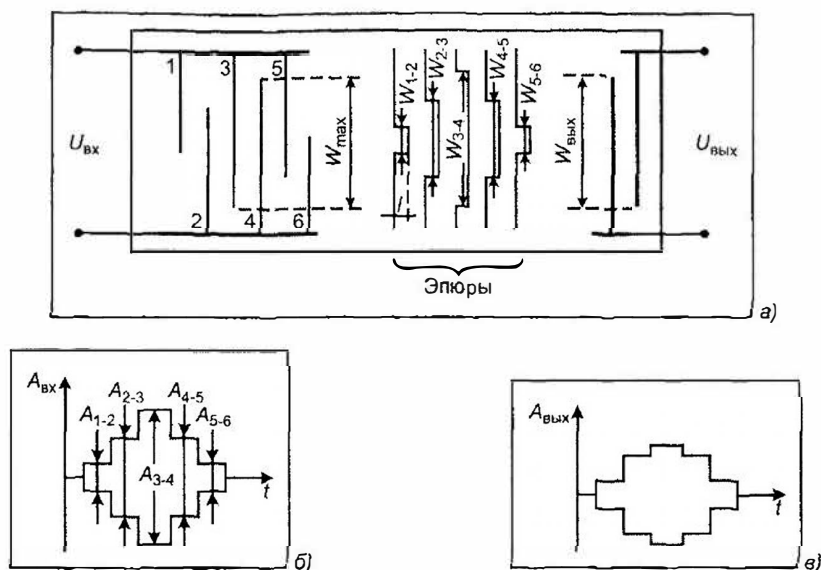 1
3
5
2
4
6
Uвх
Wmax
l
W1-2
W2-3
W3-4
W4-5
W5-6
Wвых
Uвых
Эпюры
а)
Aвх
A1-2
A2-3
A4-5
A5-6
A3-4
t
б)
Aвых
t
в)